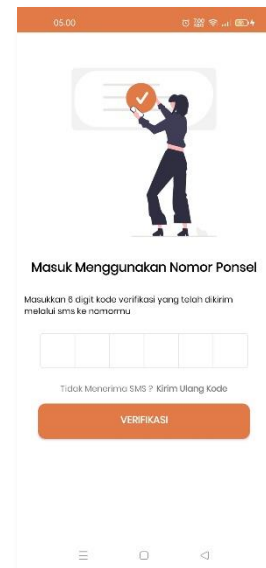 05.00
Masuk Menggunakan Nomor Ponsel
Masukkan 6 digit kode verifikasi yang telah dikirim
melalui sms ke nomormu
Tidak Menerima SMS ? Kirim Ulang Kode
VERIFIKASI